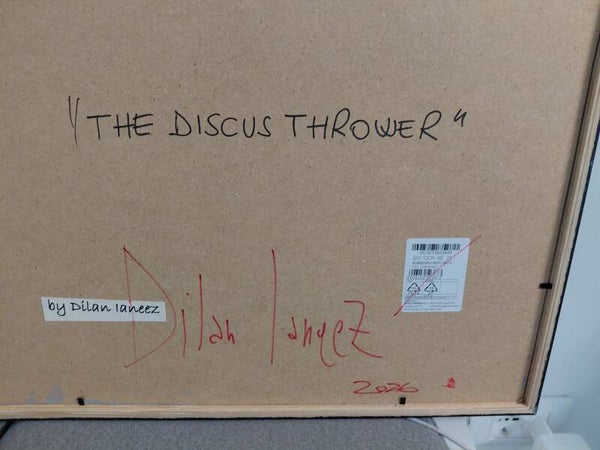 "THE DISCUS THROWER"
by Dilan Ianeez
Dilan Ianeez
2026